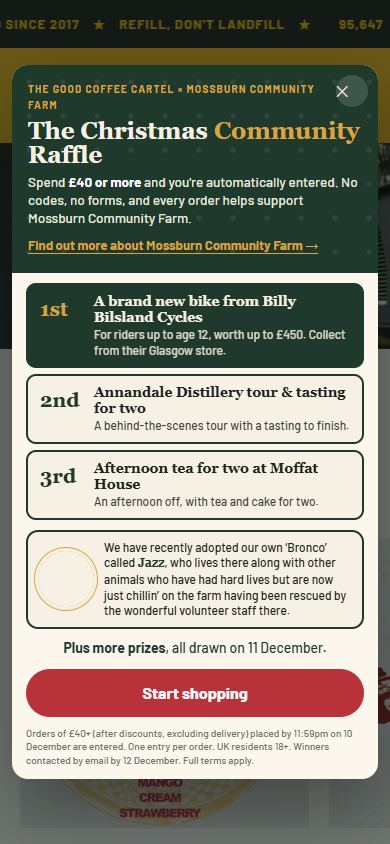 SINCE 2017 ★ REFILL, DON'T LANDFILL ★ 95,647
THE GOOD COFFEE CARTEL × MOSSBURN COMMUNITY
FARM
The Christmas Community
Raffle
Spend £40 or more and you're automatically entered. No
codes, no forms, and every order helps support
Mossburn Community Farm.
Find out more about Mossburn Community Farm →
1st
A brand new bike from Billy
Bilsland Cycles
For riders up to age 12, worth up to £450. Collect
from their Glasgow store.
2nd
Annandale Distillery tour & tasting
for two
A behind-the-scenes tour with a tasting to finish.
3rd
Afternoon tea for two at Moffat
House
An afternoon off, with tea and cake for two.
We have recently adopted our own ‘Bronco’
called Jazz, who lives there along with other
animals who have had hard lives but are now
just chillin’ on the farm having been rescued by
the wonderful volunteer staff there.
Plus more prizes, all drawn on 11 December.
Start shopping
Orders of £40+ (after discounts, excluding delivery) placed by 11:59pm on 10
December are entered. One entry per order. UK residents 18+. Winners
contacted by email by 12 December. Full terms apply.
MANGO
CREAM
STRAWBERRY